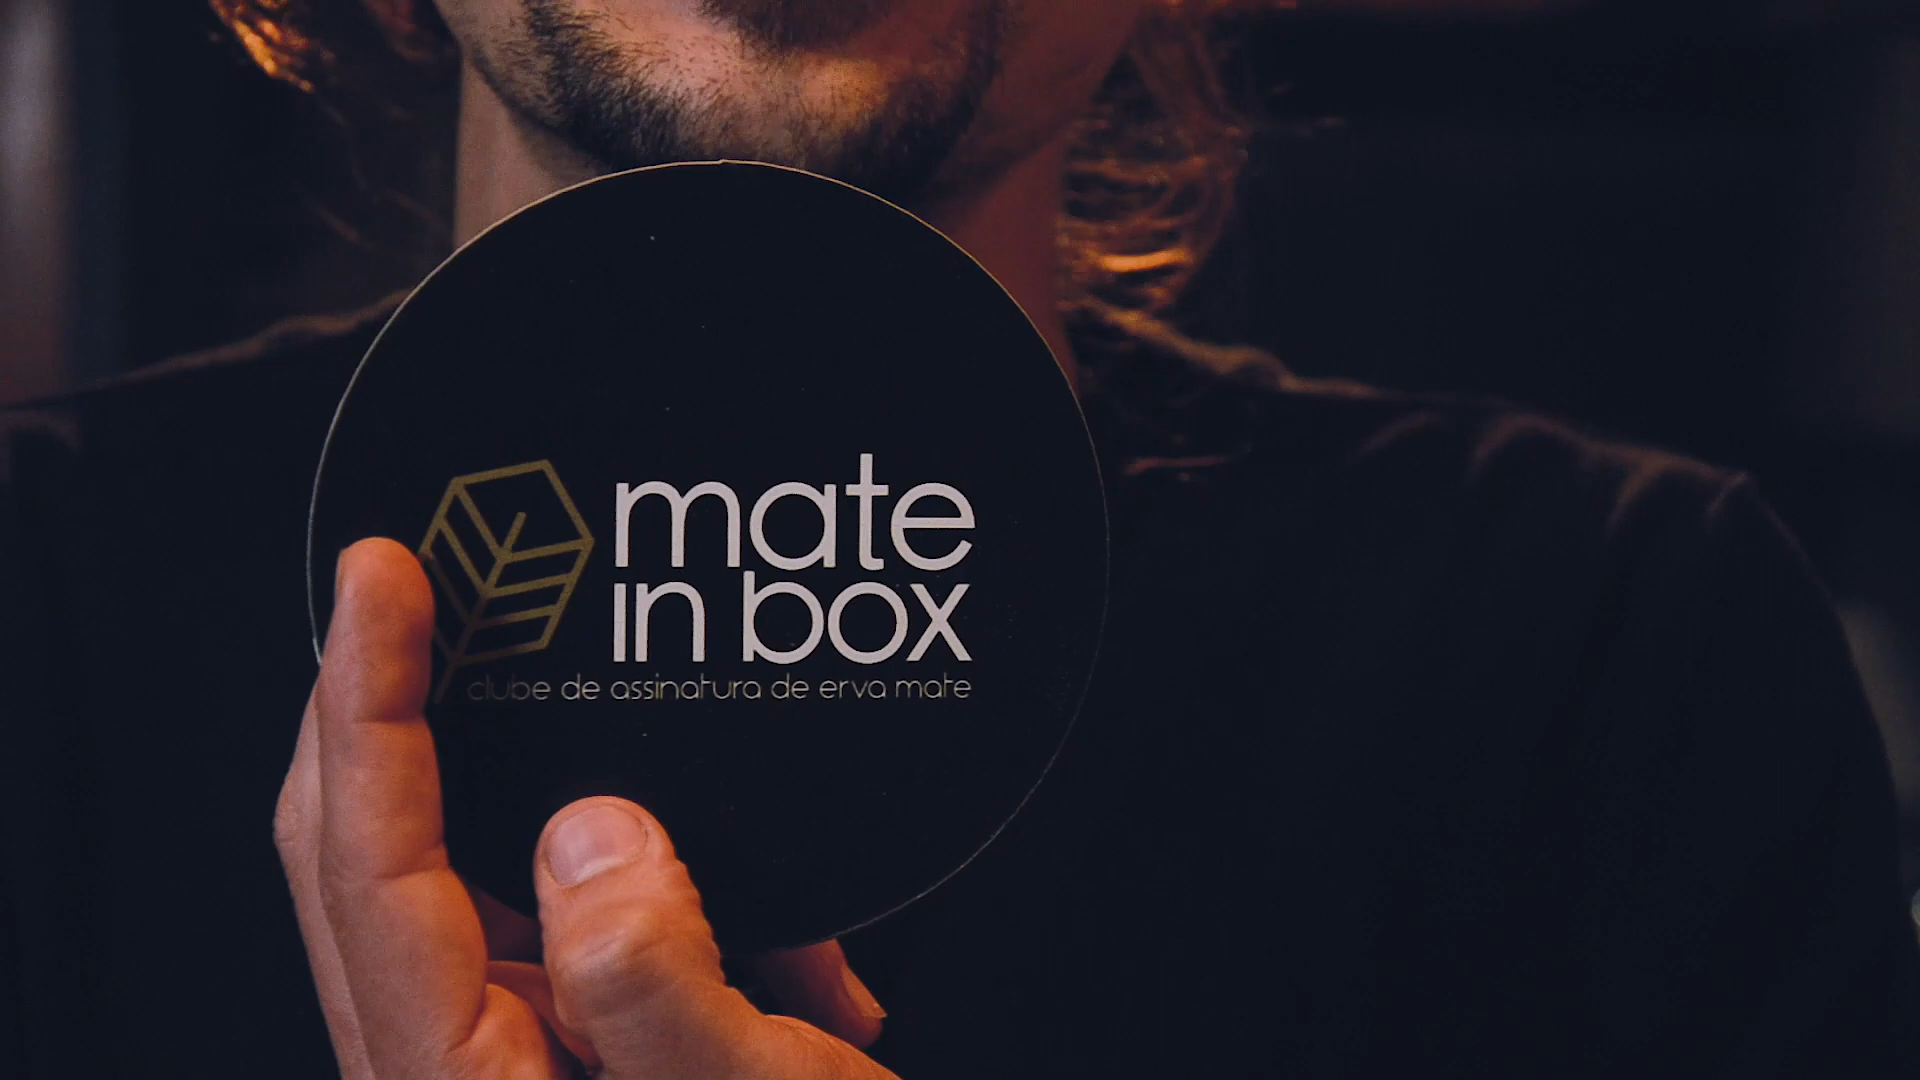 mate
in box
clube de assinatura de erva mate